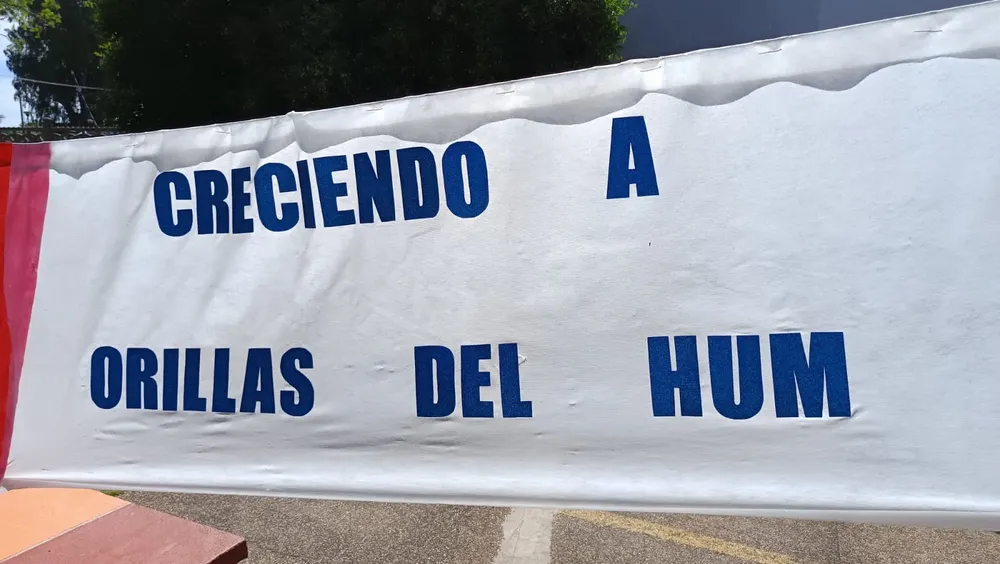 CRECIENDO A
ORILLAS DEL HUM